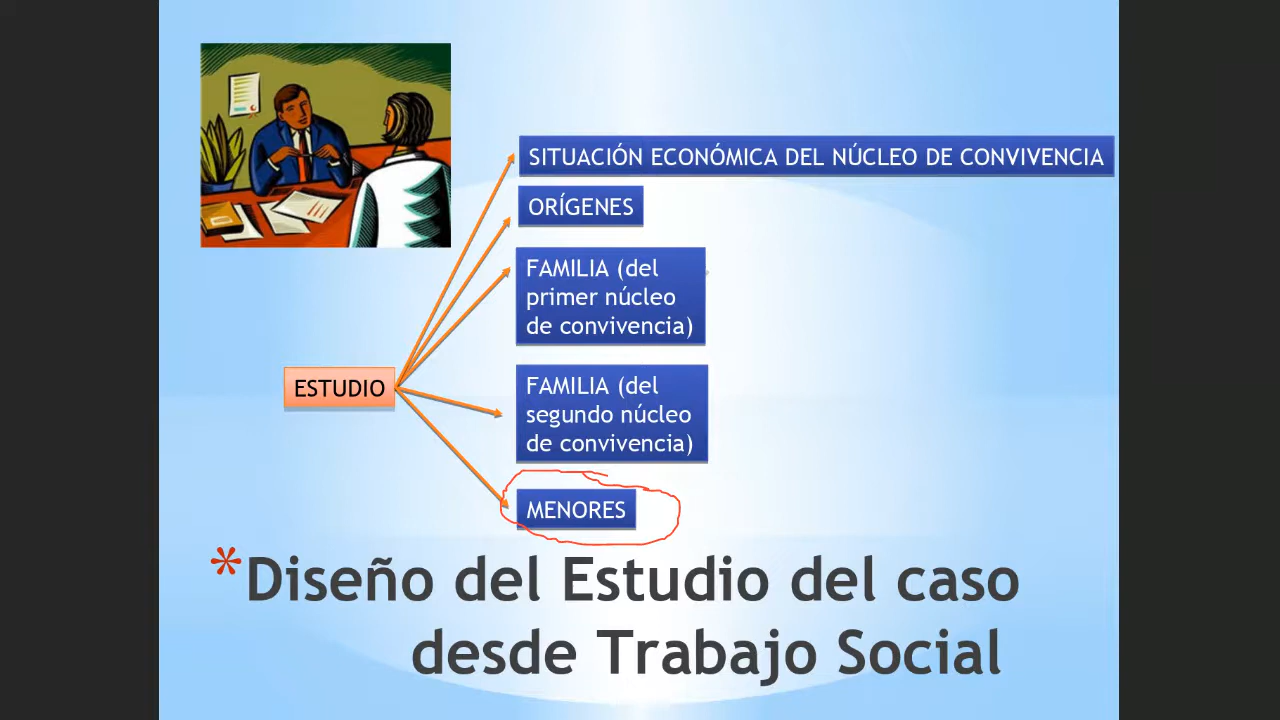 SITUACIÓN ECONÓMICA DEL NÚCLEO DE CONVIVENCIA
ORÍGENES
FAMILIA (del
primer núcleo
de convivencia)
ESTUDIO
FAMILIA (del
segundo núcleo
de convivencia)
MENORES
*Diseño del Estudio del caso
desde Trabajo Social